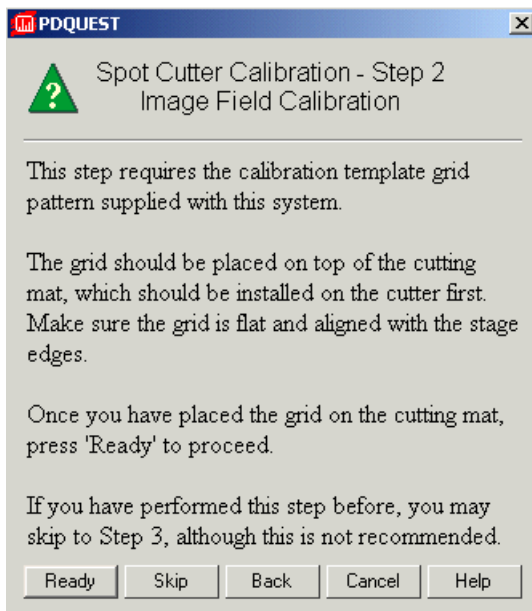 PDQUEST
Spot Cutter Calibration - Step 2
Image Field Calibration
This step requires the calibration template grid
pattern supplied with this system.
The grid should be placed on top of the cutting
mat, which should be installed on the cutter first.
Make sure the grid is flat and aligned with the stage
edges.
Once you have placed the grid on the cutting mat,
press 'Ready' to proceed.
If you have performed this step before, you may
skip to Step 3, although this is not recommended.
Ready Skip Back Cancel Help